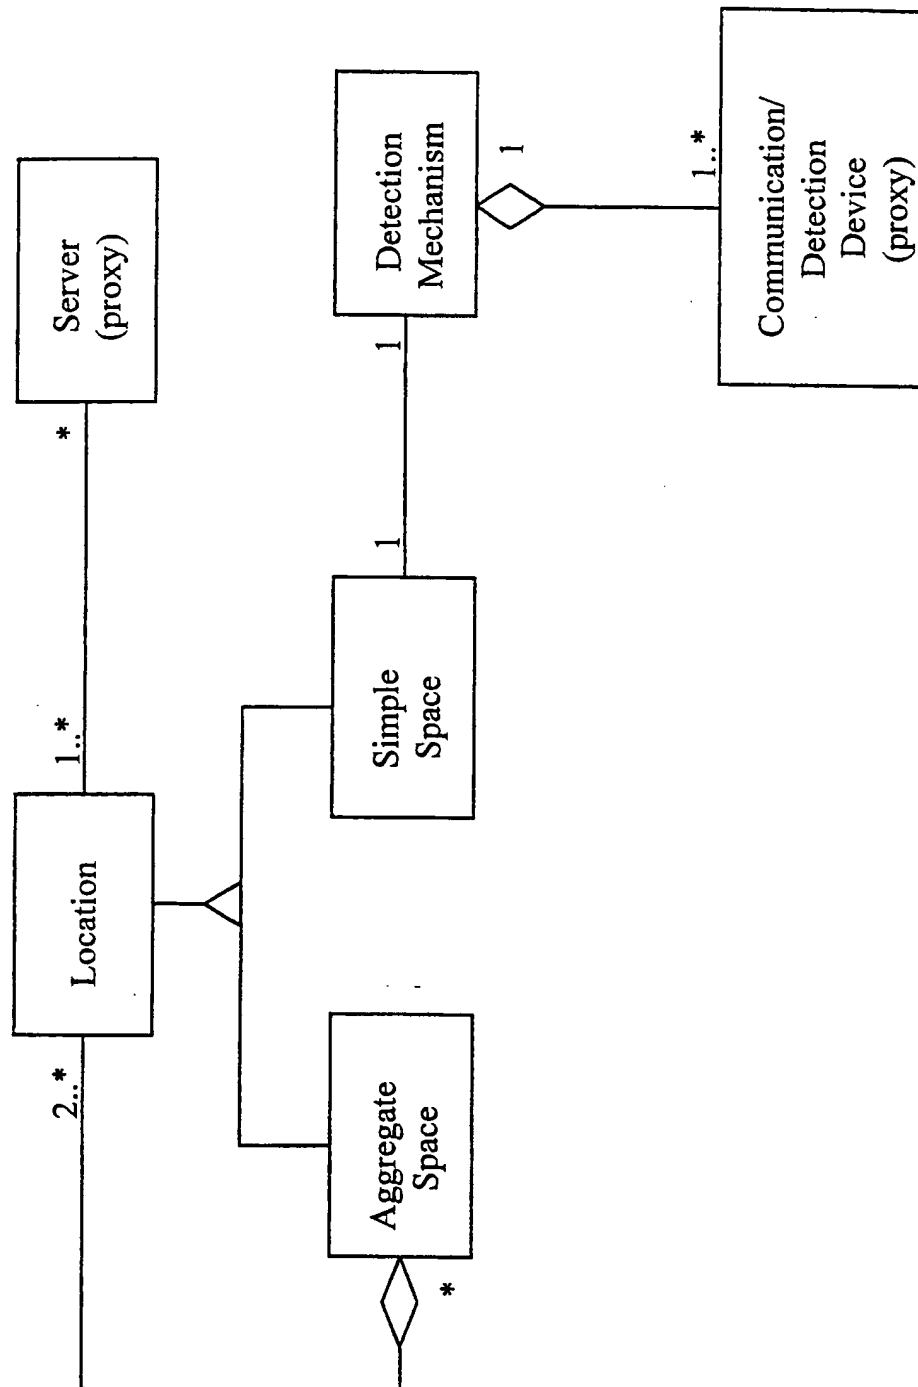 2..*
Location
1..*
*
Server
(proxy)
Aggregate
Space
*
Simple
Space
1
1
Detection
Mechanism
1
1..*
Communication/
Detection
Device
(proxy)